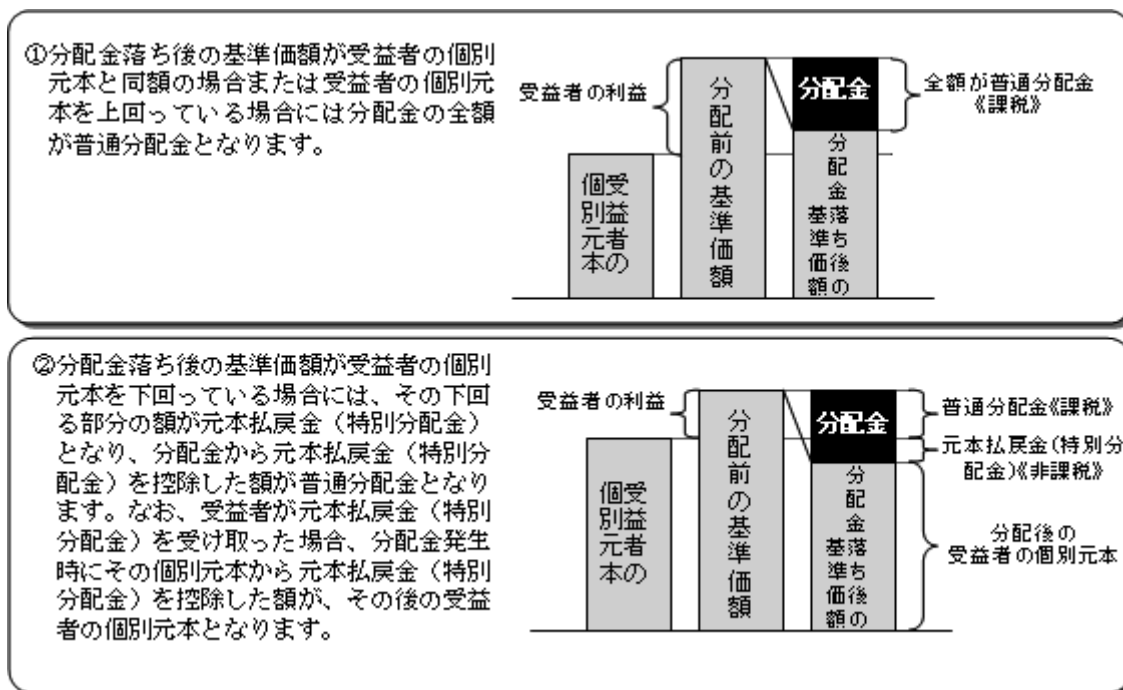 ①分配金落ち後の基準価額が受益者の個別
元本と同額の場合または受益者の個別元
本を上回っている場合には分配金の全額
が普通分配金となります。
受益者の利益
個別元本
受益者の
分配前の基準価額
分配金
基準価額
分配金落ち後の
全額が普通分配金
《課税》
②分配金落ち後の基準価額が受益者の個別
元本を下回っている場合には、その下回
る部分の額が元本払戻金（特別分配金）
となり、分配金から元本払戻金（特別分
配金）を控除した額が普通分配金となり
ます。なお、受益者が元本払戻金（特別
分配金）を受け取った場合、分配金発生
時にその個別元本から元本払戻金（特別
分配金）を控除した額が、その後の受益
者の個別元本となります。
受益者の利益
個別元本
受益者の
分配前の基準価額
分配金
基準価額
分配金落ち後の
普通分配金《課税》
元本払戻金(特別分
配金)《非課税》
分配後の
受益者の個別元本